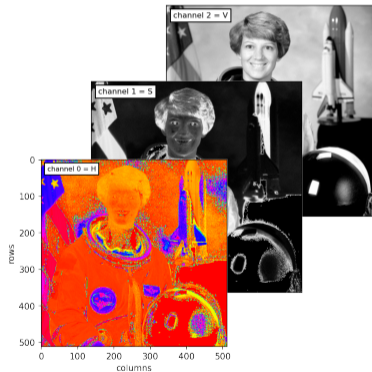 channel 2 = V
channel 1 = S
channel 0 = H
0
100
200
300
400
500
rows
0 100 200 300 400 500
columns